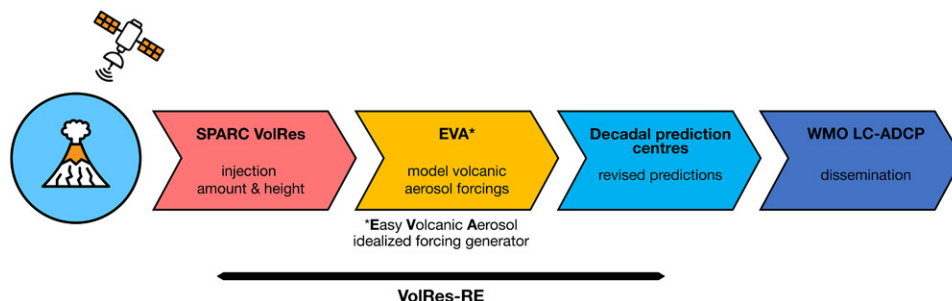 SPARC VolRes
injection
amount & height
EVA*
model volcanic
aerosol forcings
Decadal prediction
centres
revised predictions
WMO LC-ADCP
dissemination
*Easy Volcanic Aerosol
idealized forcing generator
VolRes-RE